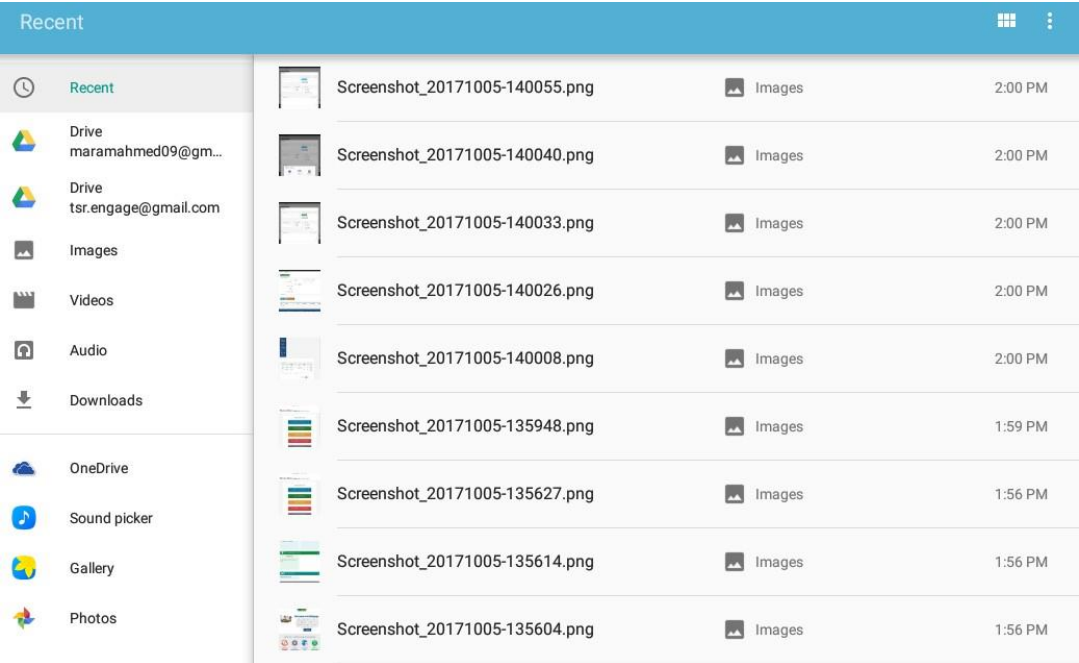 Recent
Recent
Drive
maramahmed09@gm...
Drive
tsr.engage@gmail.com
Images
Videos
Audio
Downloads
OneDrive
Sound picker
Gallery
Photos
Screenshot_20171005-140055.png Images 2:00 PM
Screenshot_20171005-140040.png Images 2:00 PM
Screenshot_20171005-140033.png Images 2:00 PM
Screenshot_20171005-140026.png Images 2:00 PM
Screenshot_20171005-140008.png Images 2:00 PM
Screenshot_20171005-135948.png Images 1:59 PM
Screenshot_20171005-135627.png Images 1:56 PM
Screenshot_20171005-135614.png Images 1:56 PM
Screenshot_20171005-135604.png Images 1:56 PM